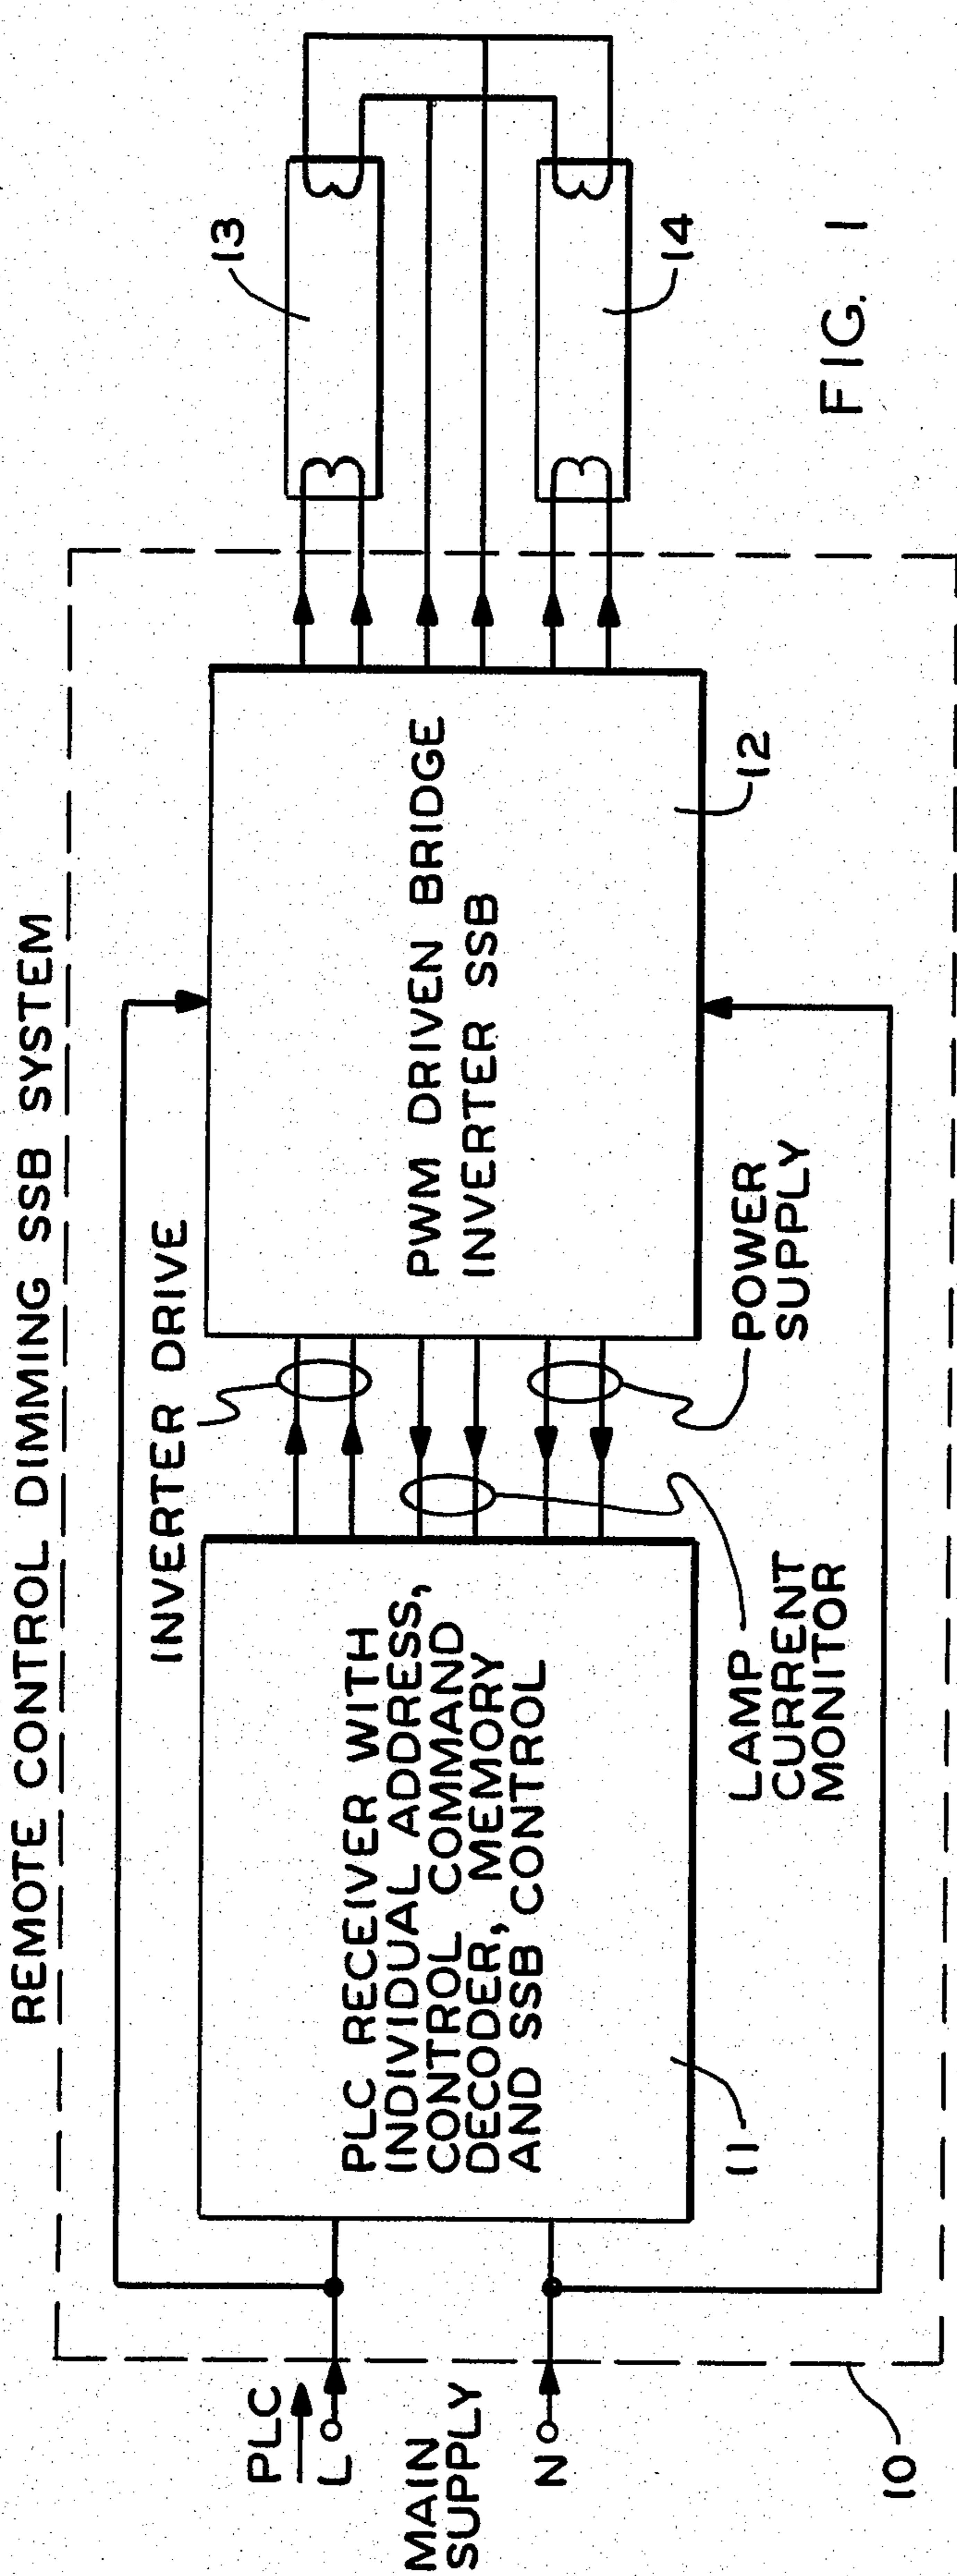 REMOTE CONTROL DIMMING SSB SYSTEM
PLC
L
MAIN
SUPPLY
N
10
PLC RECEIVER WITH
INDIVIDUAL ADDRESS,
CONTROL COMMAND
DECODER, MEMORY
AND SSB CONTROL
11
INVERTER DRIVE
LAMP
CURRENT
MONITOR
POWER
SUPPLY
PWM DRIVEN BRIDGE
INVERTER SSB
12
13
14
FIG. 1